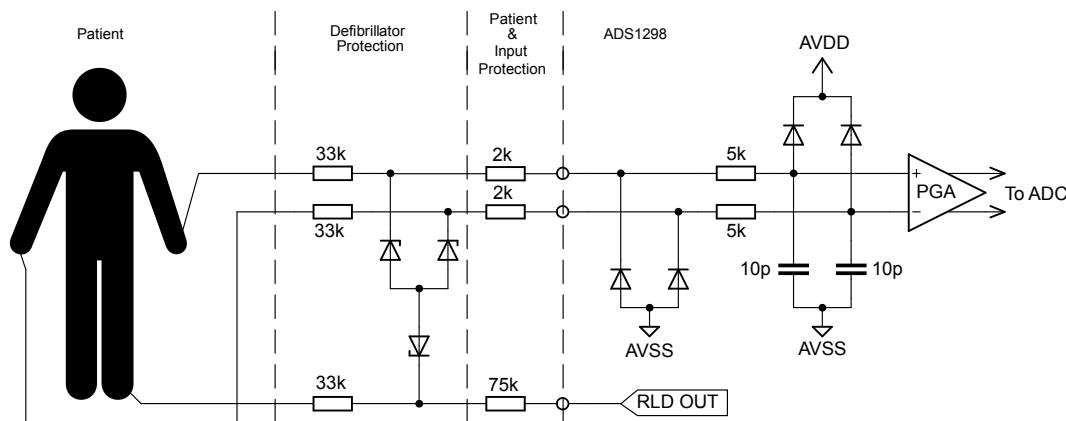 Patient
Defibrillator
Protection
Patient
&
Input
Protection
ADS1298
AVDD
33k
2k
5k
+
PGA
To ADC
2k
33k
5k
−
10p
10p
AVSS
AVSS
33k
75k
RLD OUT